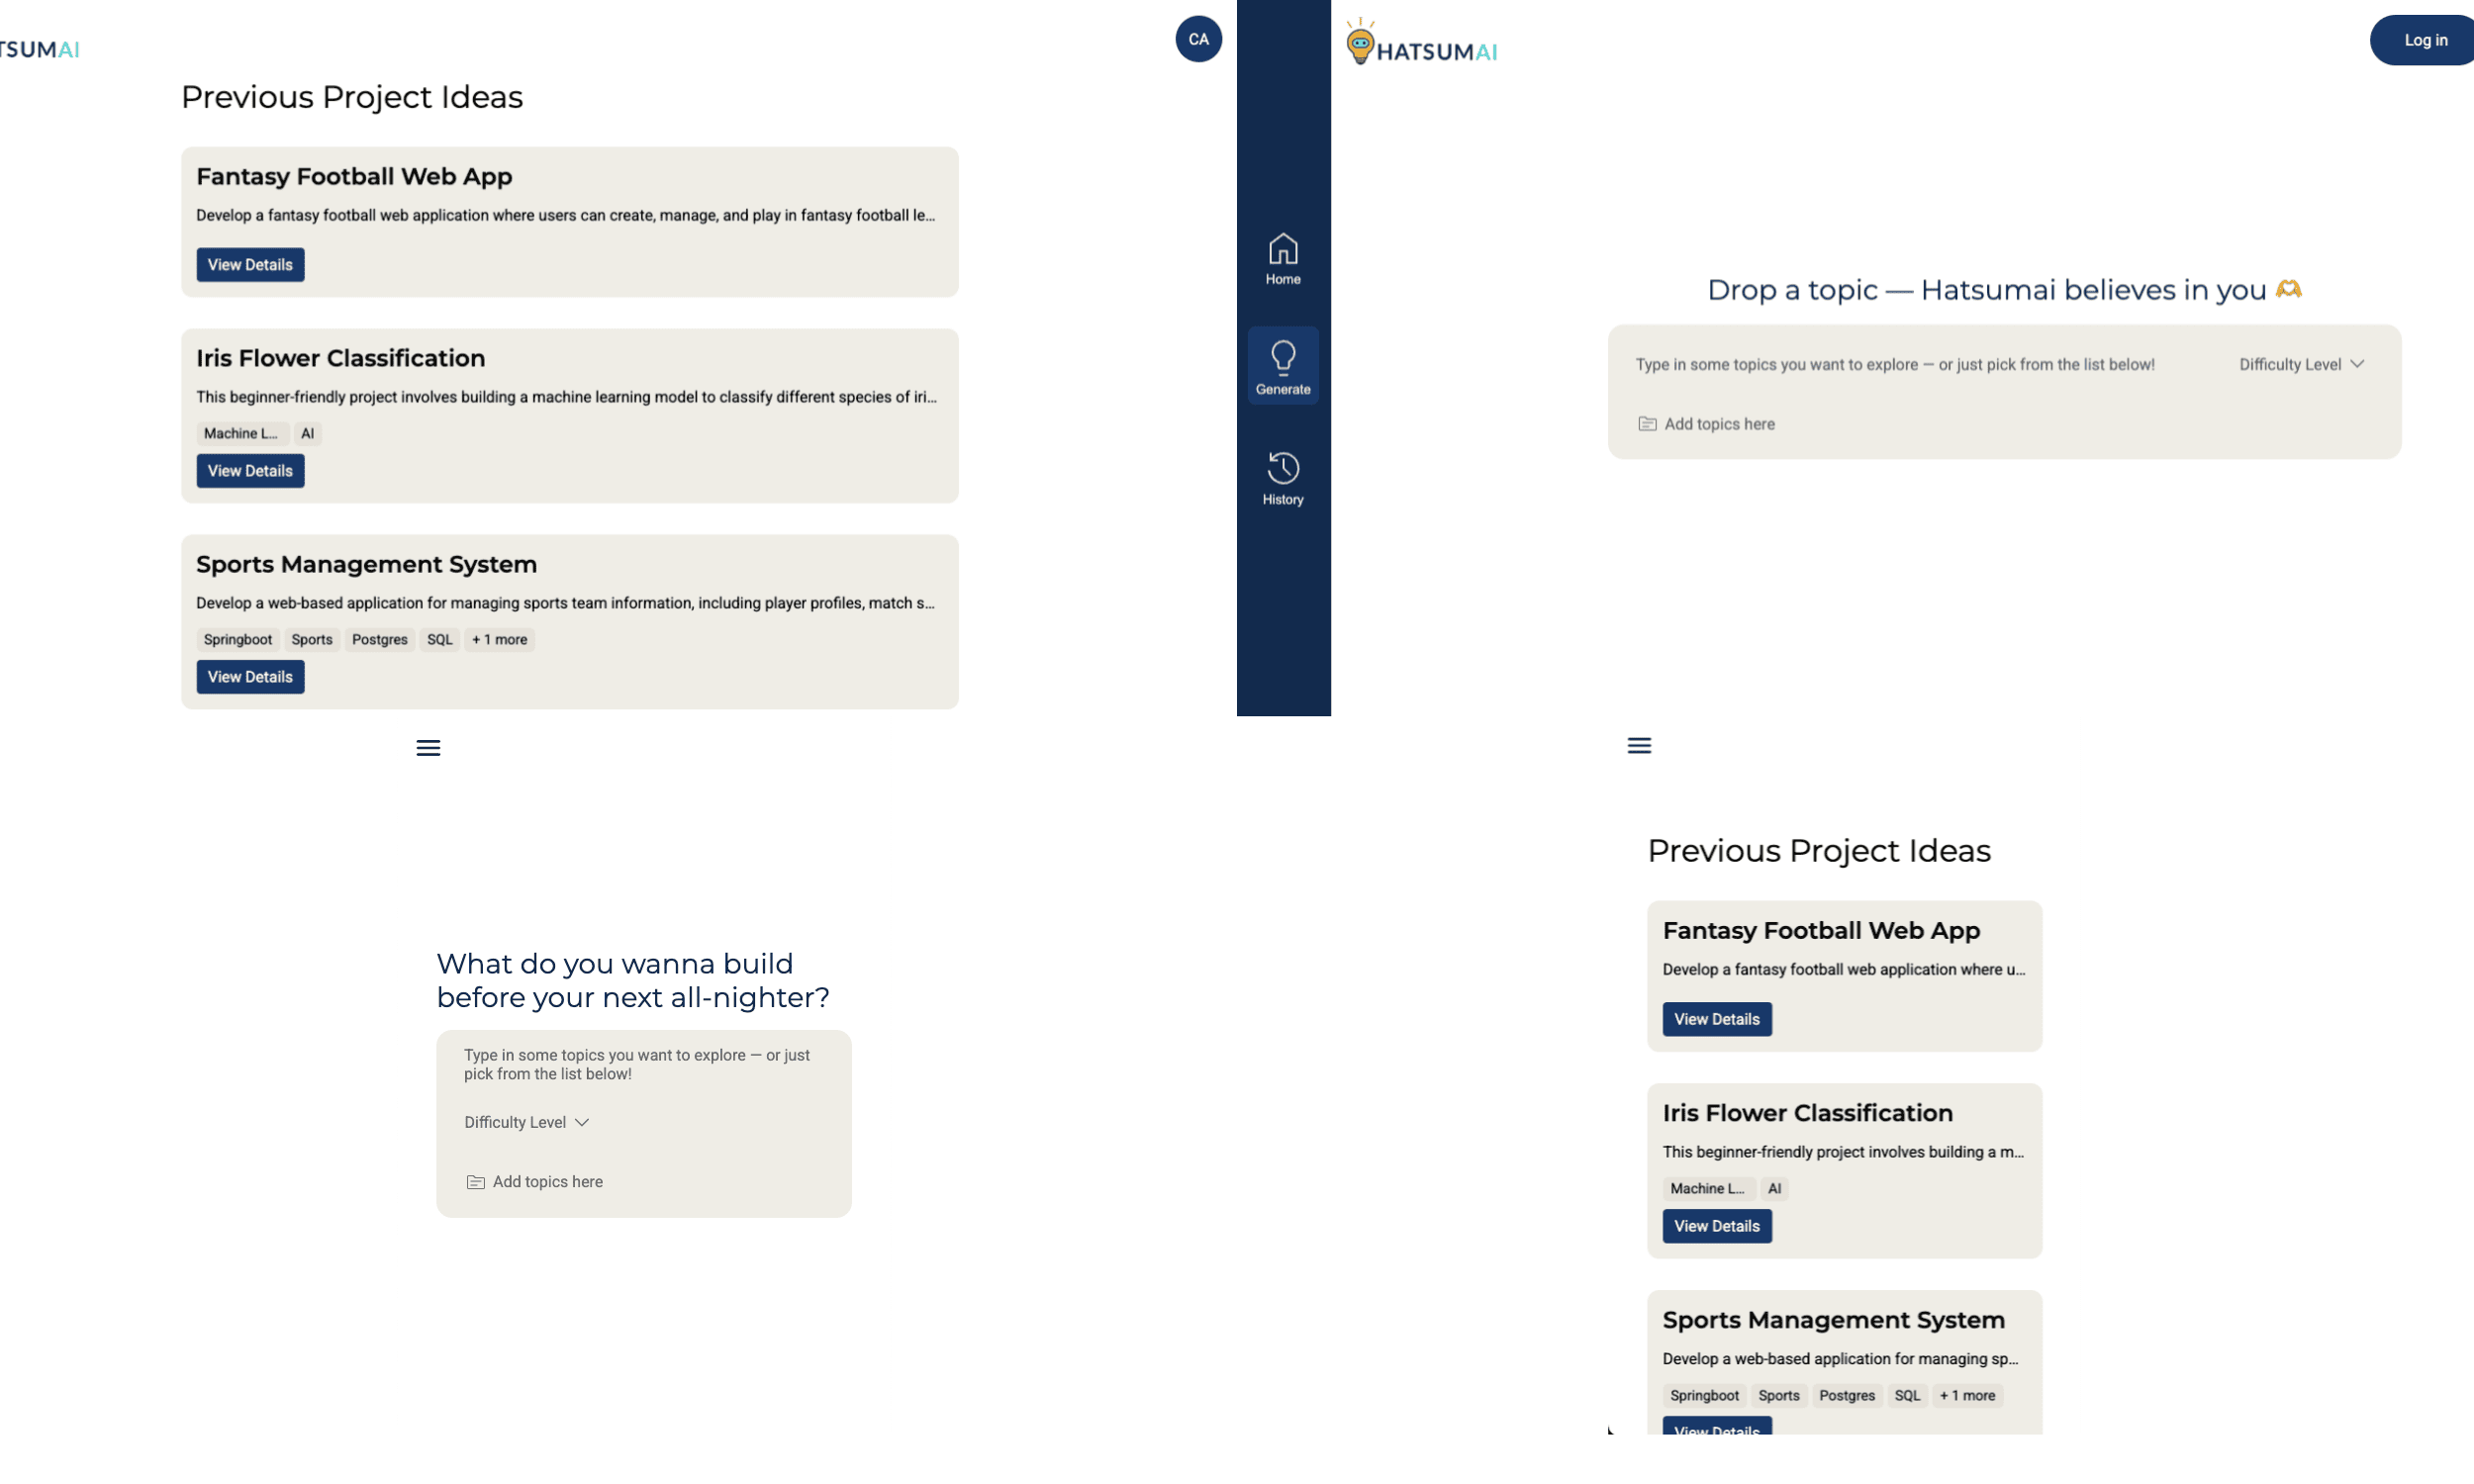 TSUMAI
CA
Previous Project Ideas
Fantasy Football Web App
Develop a fantasy football web application where users can create, manage, and play in fantasy football le...
View Details
Iris Flower Classification
This beginner-friendly project involves building a machine learning model to classify different species of iri...
Machine L... AI
View Details
Sports Management System
Develop a web-based application for managing sports team information, including player profiles, match s...
Springboot Sports Postgres SQL + 1 more
View Details
Home
Generate
History
HATSUMAI
Log in
Drop a topic — Hatsumai believes in you 🫶
Type in some topics you want to explore — or just pick from the list below! Difficulty Level
Add topics here
What do you wanna build
before your next all-nighter?
Type in some topics you want to explore — or just
pick from the list below!
Difficulty Level
Add topics here
Previous Project Ideas
Fantasy Football Web App
Develop a fantasy football web application where u...
View Details
Iris Flower Classification
This beginner-friendly project involves building a m...
Machine L... AI
View Details
Sports Management System
Develop a web-based application for managing sp...
Springboot Sports Postgres SQL + 1 more
View Details